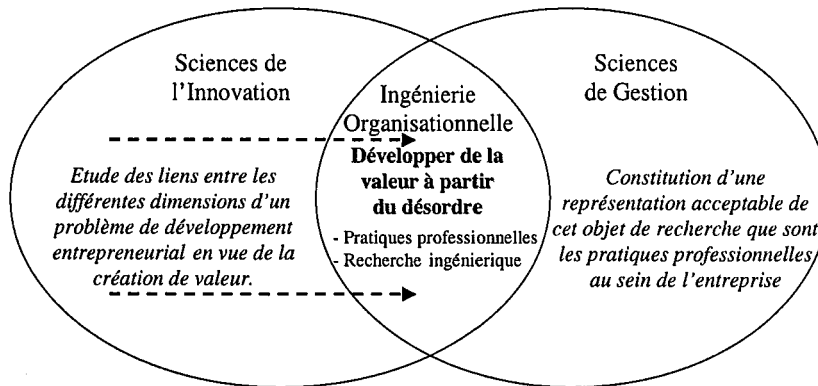 Sciences de
l'Innovation
Etude des liens entre les
différentes dimensions d'un
problème de développement
entrepreneurial en vue de la
création de valeur.
Ingénierie
Organisationnelle
Développer de la
valeur à partir
du désordre
- Pratiques professionnelles
- Recherche ingénierique
Sciences
de Gestion
Constitution d'une
représentation acceptable de
cet objet de recherche que sont
les pratiques professionnelles
au sein de l'entreprise